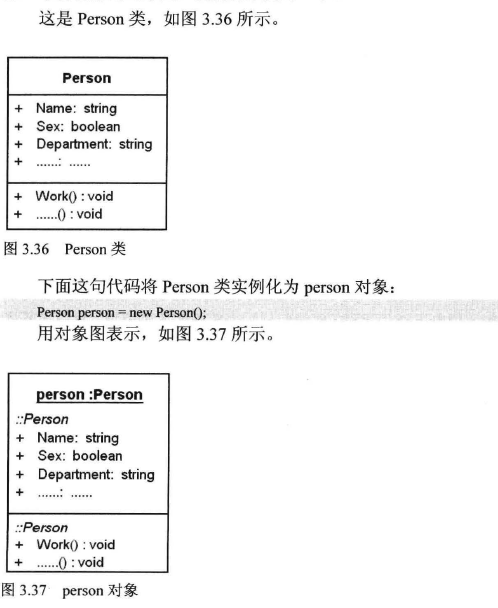 这是 Person 类，如图 3.36 所示。
Person
+ Name: string
+ Sex: boolean
+ Department: string
+ ......: ......
+ Work() : void
+ ......() : void
图 3.36 Person 类
下面这句代码将 Person 类实例化为 person 对象：
Person person = new Person();
用对象图表示，如图 3.37 所示。
person :Person
::Person
+ Name: string
+ Sex: boolean
+ Department: string
+ ......: ......
::Person
+ Work() : void
+ ......() : void
图 3.37 person 对象